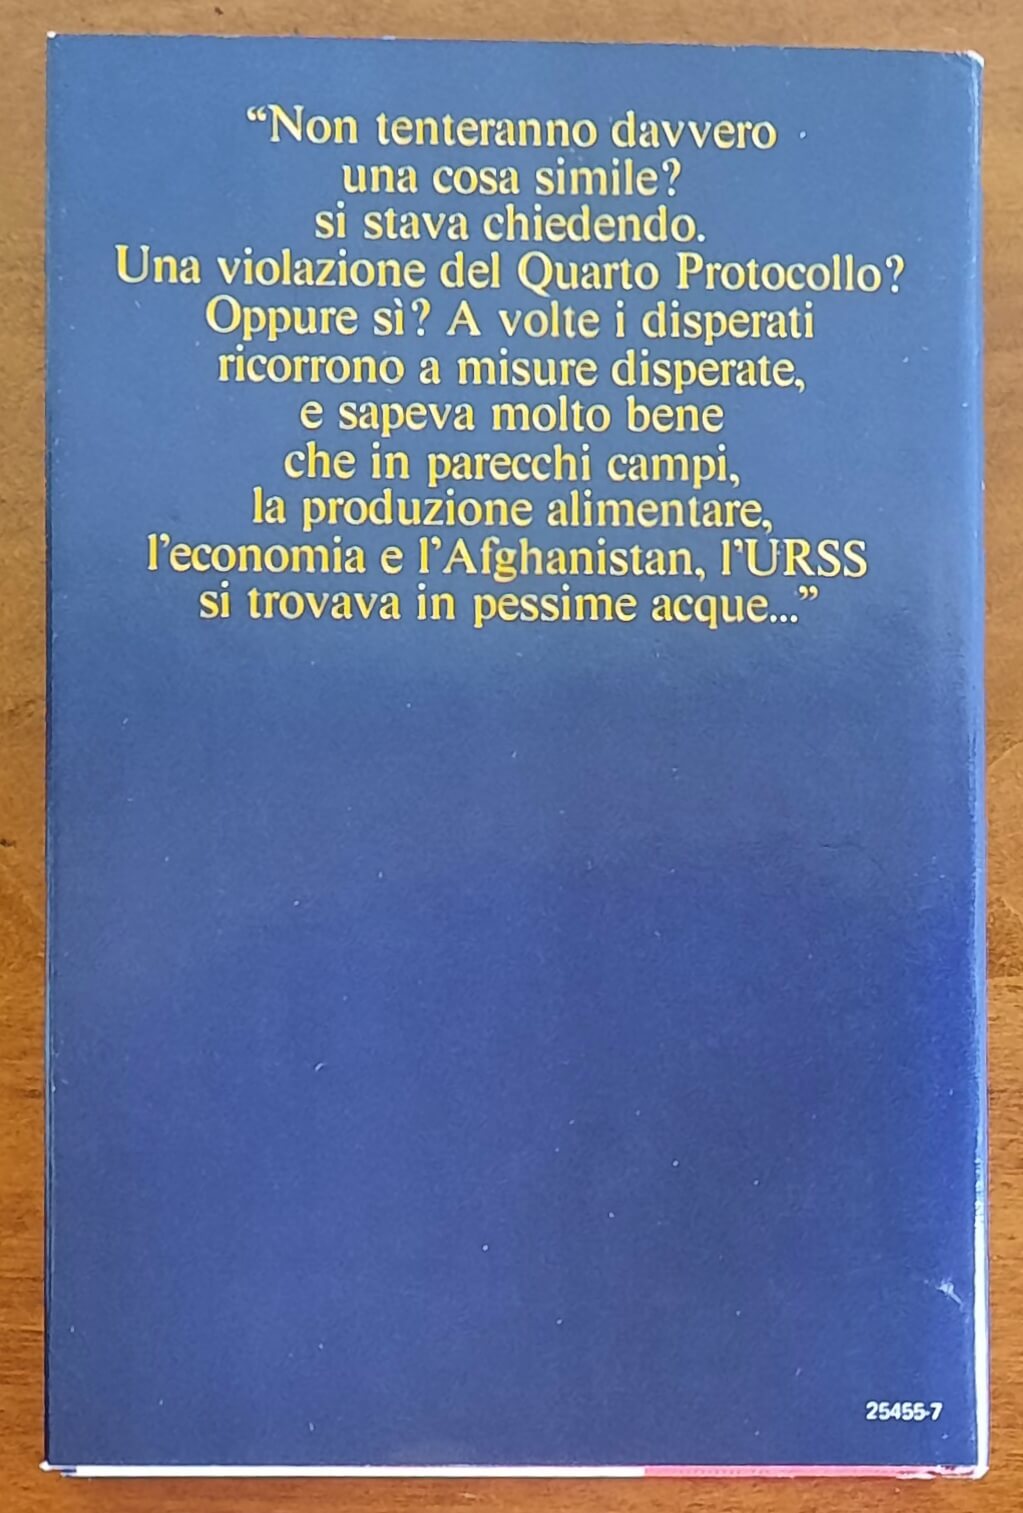 “Non tenteranno davvero
una cosa simile?
si stava chiedendo.
Una violazione del Quarto Protocollo?
Oppure sì? A volte i disperati
ricorrono a misure disperate,
e sapeva molto bene
che in parecchi campi,
la produzione alimentare,
l’economia e l’Afghanistan, l’URSS
si trovava in pessime acque...”
25455-7